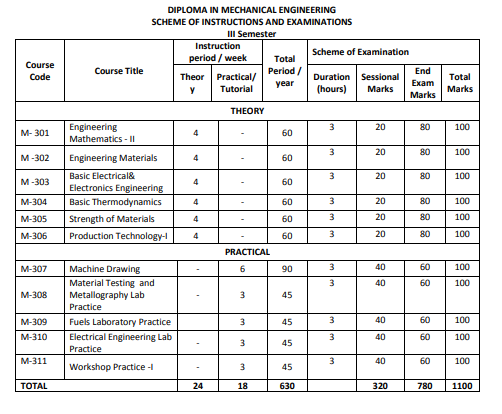 DIPLOMA IN MECHANICAL ENGINEERING
SCHEME OF INSTRUCTIONS AND EXAMINATIONS
III Semester
Course Code | Course Title | Instruction period / week | Total Period / year | Scheme of Examination
Theory | Practical/ Tutorial | Duration (hours) | Sessional Marks | End Exam Marks | Total Marks
THEORY
M- 301 | Engineering Mathematics - II | 4 | - | 60 | 3 | 20 | 80 | 100
M -302 | Engineering Materials | 4 | - | 60 | 3 | 20 | 80 | 100
M -303 | Basic Electrical& Electronics Engineering | 4 | - | 60 | 3 | 20 | 80 | 100
M-304 | Basic Thermodynamics | 4 | - | 60 | 3 | 20 | 80 | 100
M-305 | Strength of Materials | 4 | - | 60 | 3 | 20 | 80 | 100
M-306 | Production Technology-I | 4 | - | 60 | 3 | 20 | 80 | 100
PRACTICAL
M-307 | Machine Drawing | - | 6 | 90 | 3 | 40 | 60 | 100
M-308 | Material Testing and Metallography Lab Practice | - | 3 | 45 | 3 | 40 | 60 | 100
M-309 | Fuels Laboratory Practice | | 3 | 45 | 3 | 40 | 60 | 100
M-310 | Electrical Engineering Lab Practice | - | 3 | 45 | 3 | 40 | 60 | 100
M-311 | Workshop Practice -I | - | 3 | 45 | 3 | 40 | 60 | 100
TOTAL | 24 | 18 | 630 | | 320 | 780 | 1100